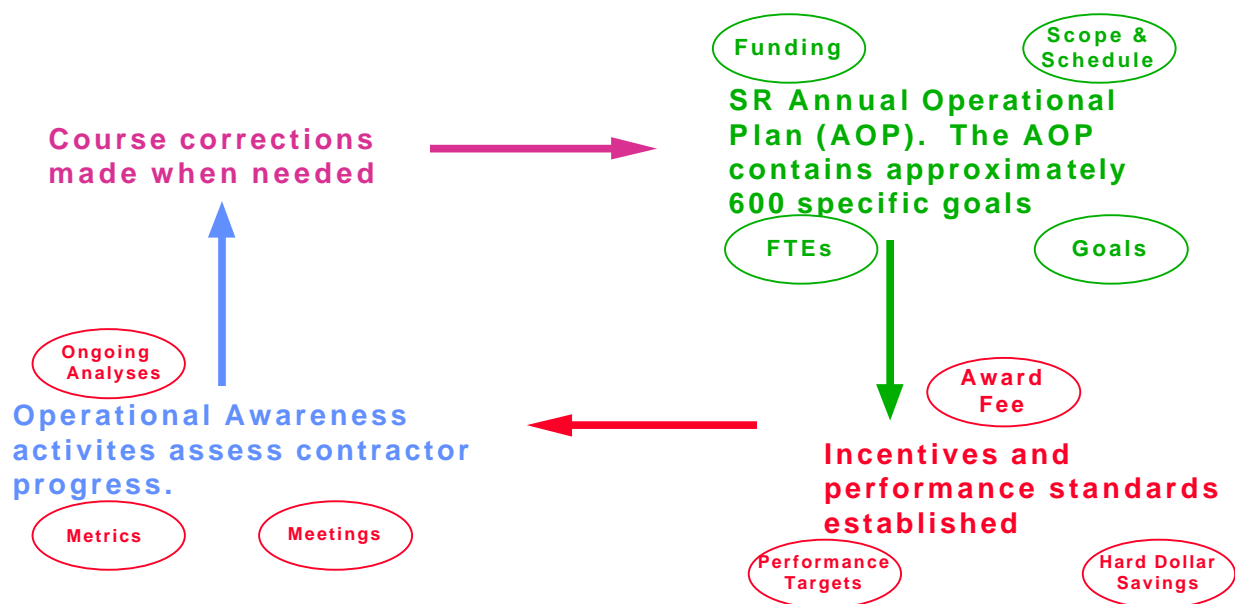 Funding
Scope &
Schedule
SR Annual Operational
Plan (AOP). The AOP
contains approximately
600 specific goals
FTEs
Goals
Course corrections
made when needed
Ongoing
Analyses
Operational Awareness
activites assess contractor
progress.
Metrics
Meetings
Award
Fee
Incentives and
performance standards
established
Performance
Targets
Hard Dollar
Savings